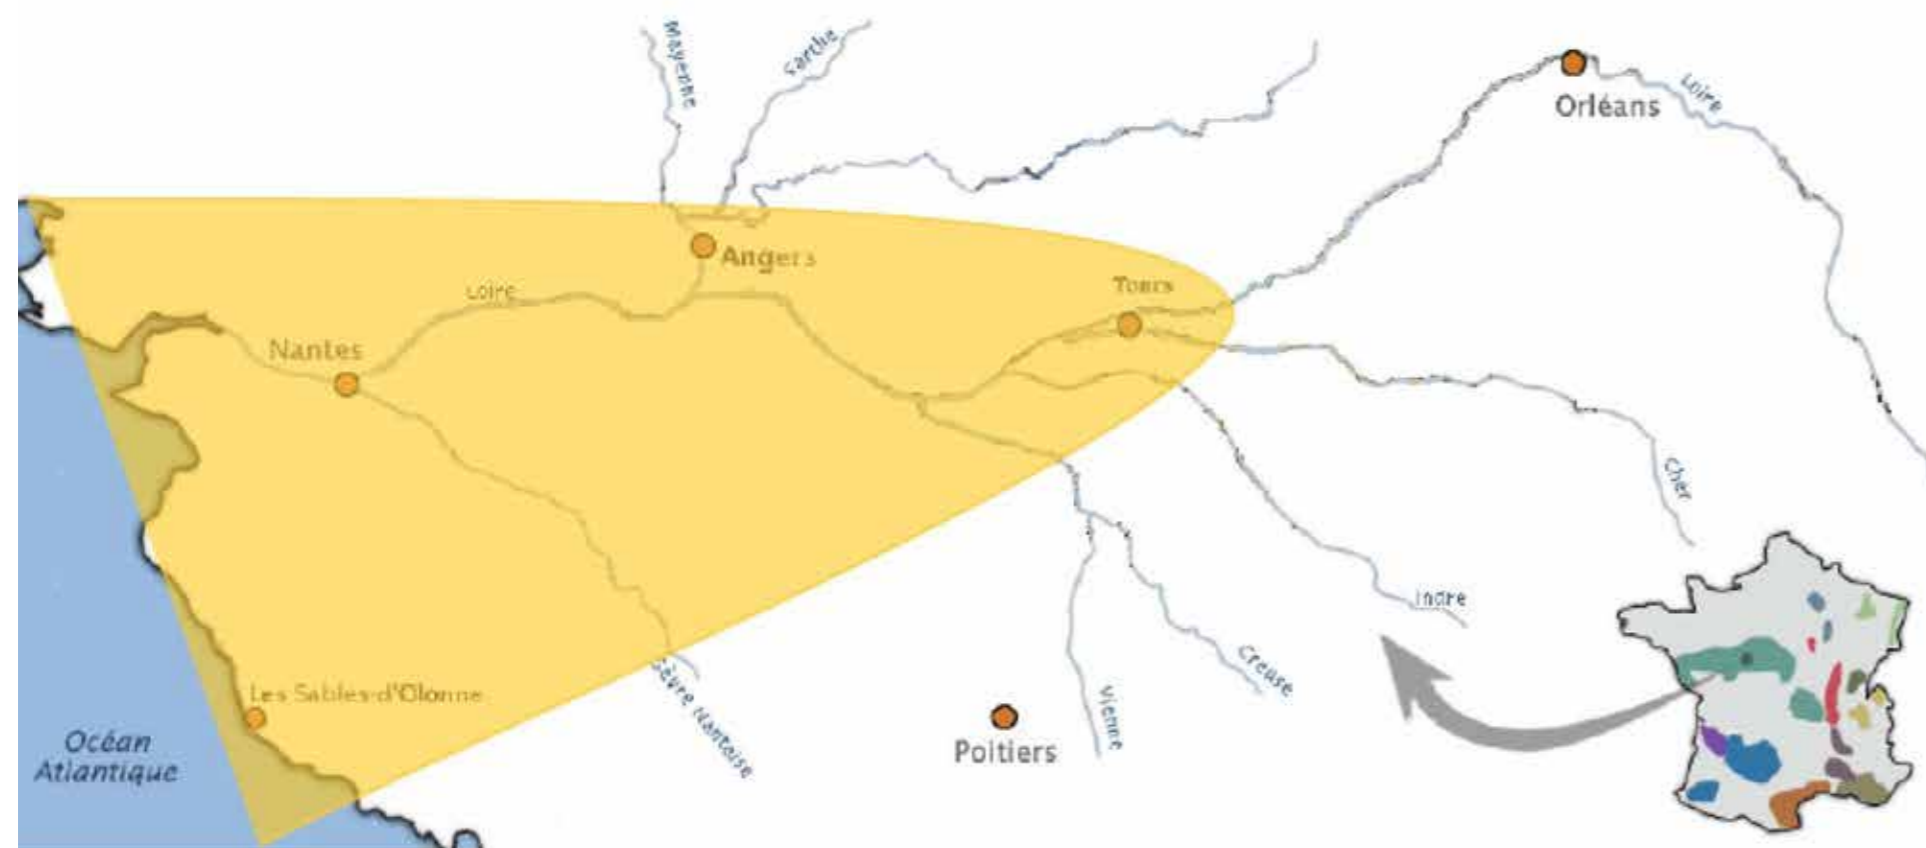 Mayenne
Sarthe
Orléans
Loire
Angers
Tours
Loire
Nantes
Cher
Indre
Les Sables-d'Olonne
Sèvre Nantaise
Creuse
Vienne
Poitiers
Océan
Atlantique